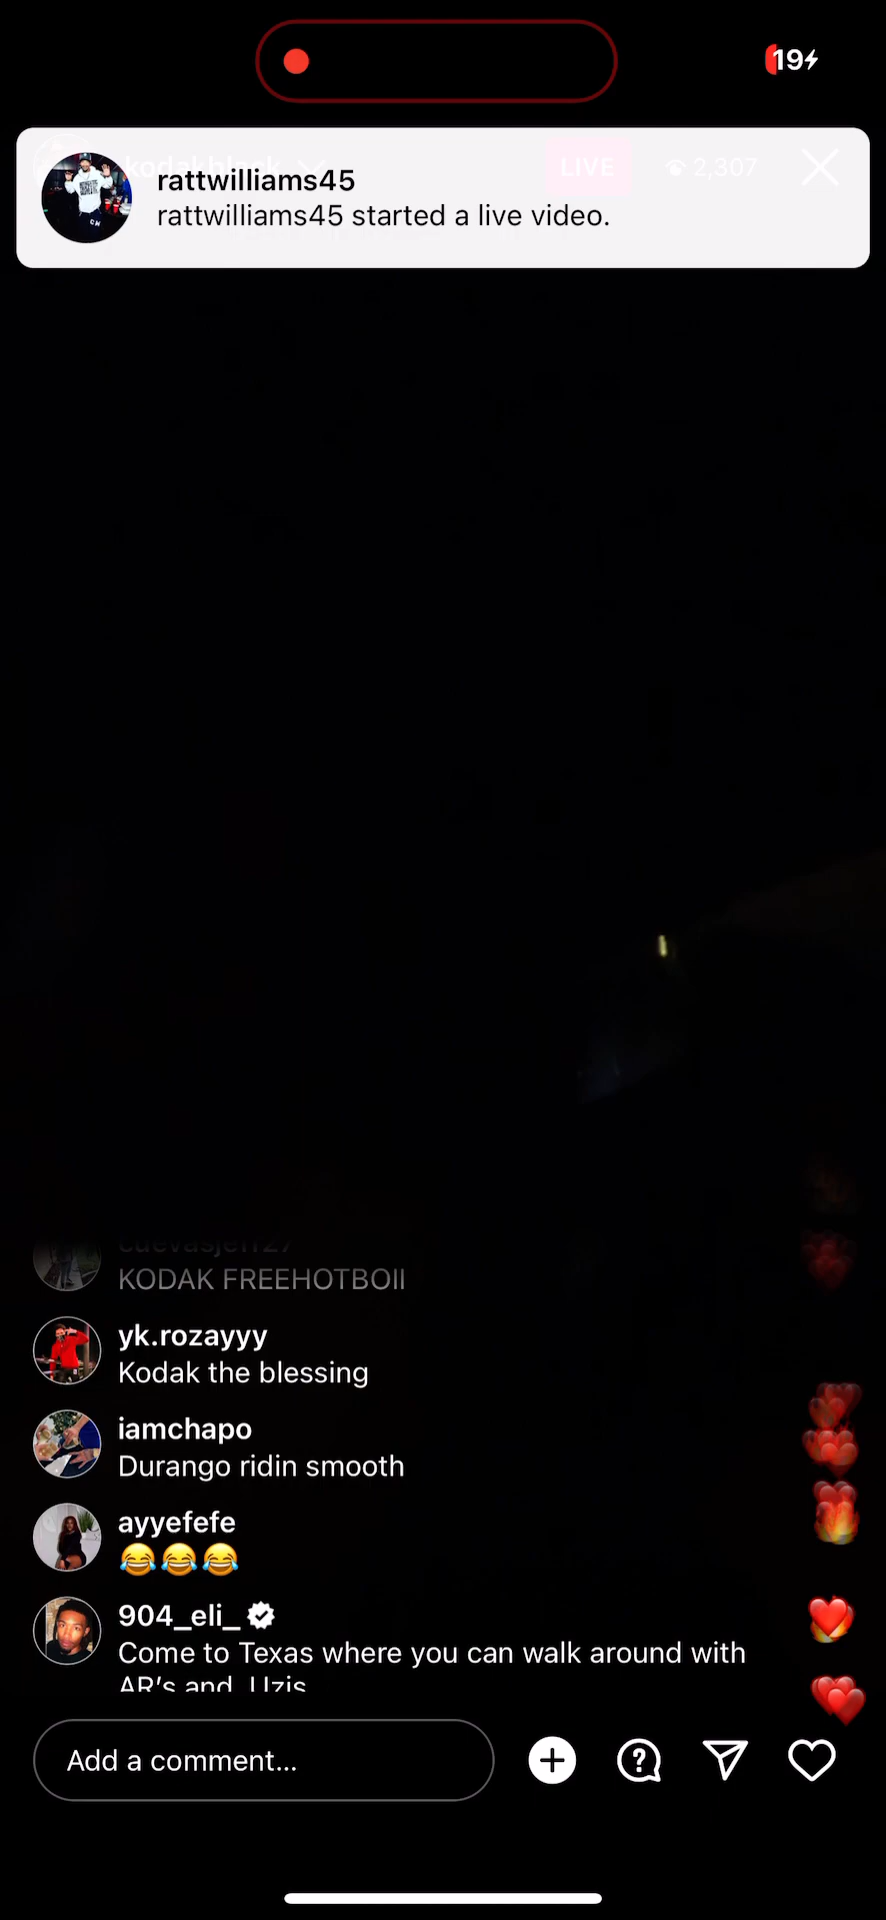 19
kodakblack
LIVE
2,307
rattwilliams45
rattwilliams45 started a live video.
cuevasjeff27
KODAK FREEHOTBOII
yk.rozayyy
Kodak the blessing
iamchapo
Durango ridin smooth
ayyefefe
😂😂😂
904_eli_
Come to Texas where you can walk around with
AR’s and Uzis
Add a comment...